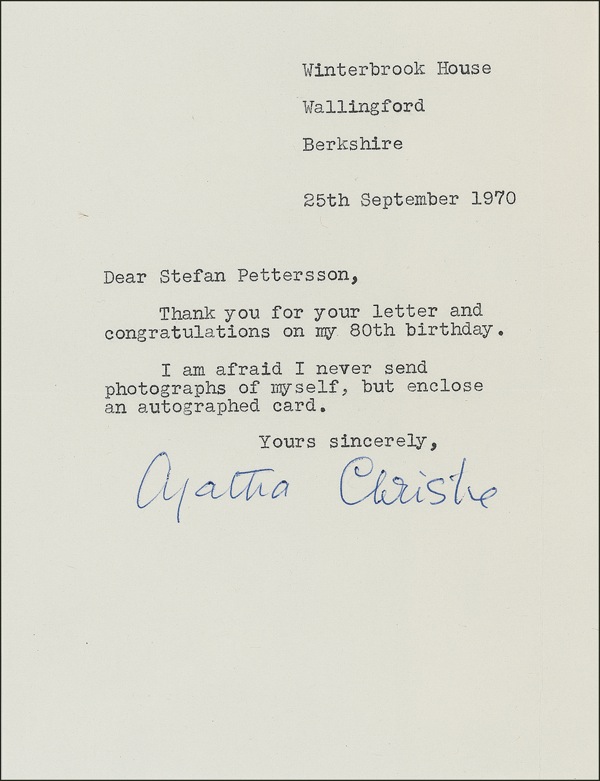 Winterbrook House
Wallingford
Berkshire
25th September 1970
Dear Stefan Pettersson,
Thank you for your letter and
congratulations on my 80th birthday.
I am afraid I never send
photographs of myself, but enclose
an autographed card.
Yours sincerely,
Agatha Christie